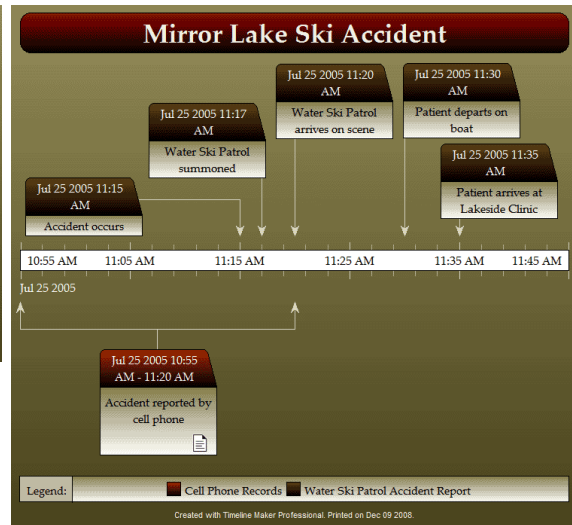 Mirror Lake Ski Accident
Jul 25 2005 11:20
AM
Water Ski Patrol
arrives on scene
Jul 25 2005 11:30
AM
Patient departs on
boat
Jul 25 2005 11:17
AM
Water Ski Patrol
summoned
Jul 25 2005 11:35
AM
Patient arrives at
Lakeside Clinic
Jul 25 2005 11:15
AM
Accident occurs
10:55 AM 11:05 AM 11:15 AM 11:25 AM 11:35 AM 11:45 AM
Jul 25 2005
Jul 25 2005 10:55
AM - 11:20 AM
Accident reported by
cell phone
Legend: Cell Phone Records Water Ski Patrol Accident Report
Created with Timeline Maker Professional. Printed on Dec 09 2008.